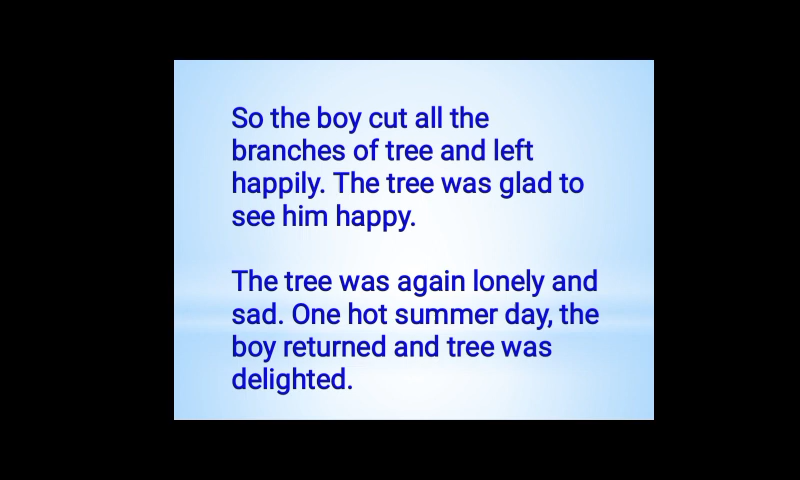 So the boy cut all the
branches of tree and left
happily. The tree was glad to
see him happy.
The tree was again lonely and
sad. One hot summer day, the
boy returned and tree was
delighted.